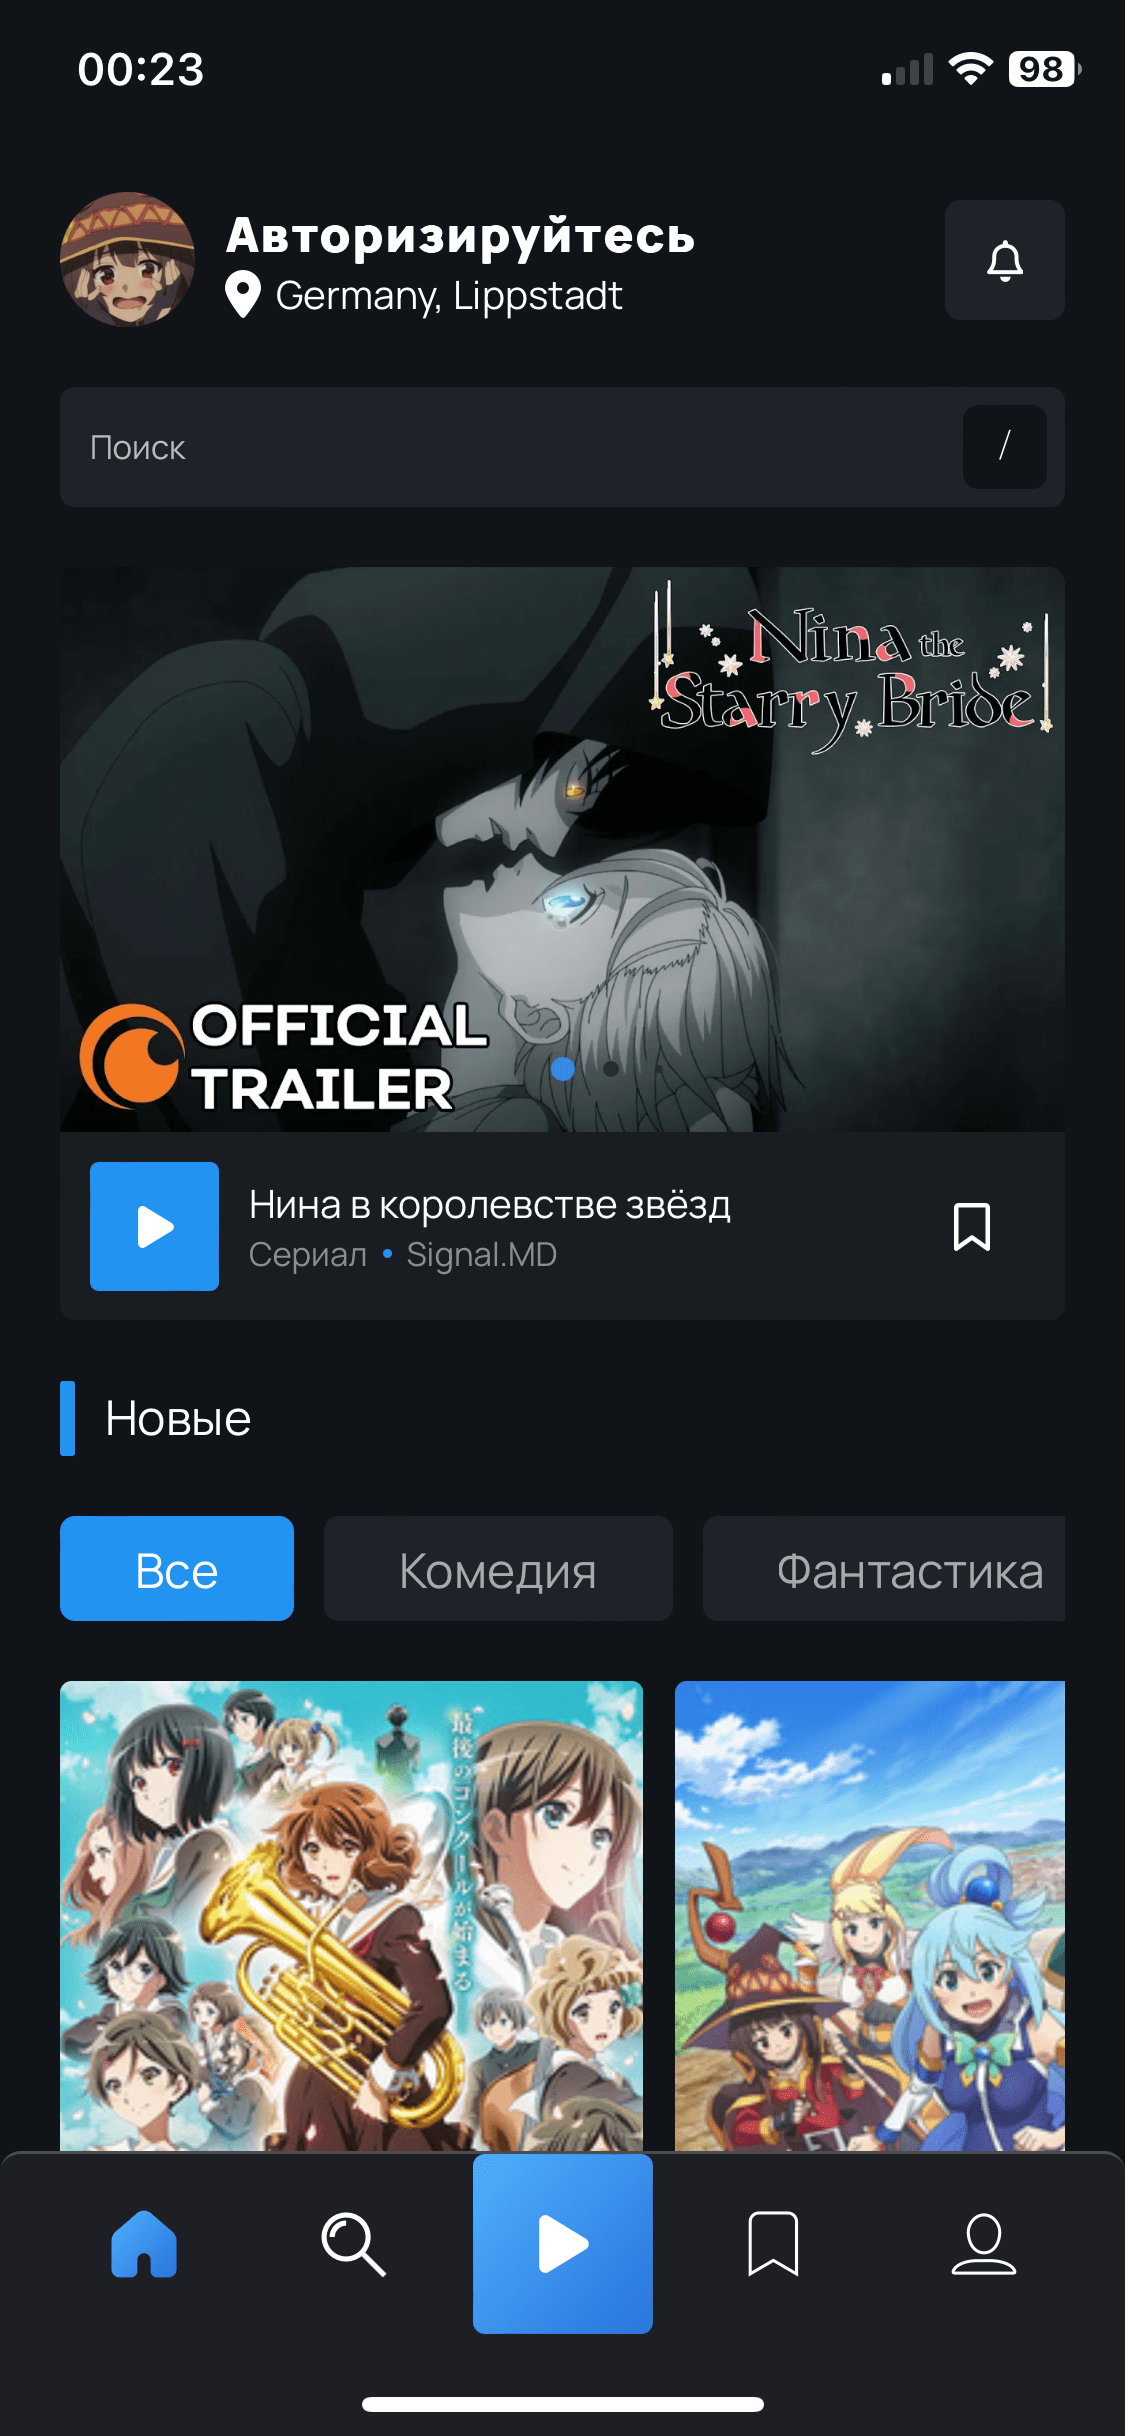 00:23
98
Авторизируйтесь
Germany, Lippstadt
Поиск
/
Nina the
Starry Bride
OFFICIAL
TRAILER
Нина в королевстве звёзд
Сериал • Signal.MD
Новые
Все
Комедия
Фантастика
最後のコンクールが始まる